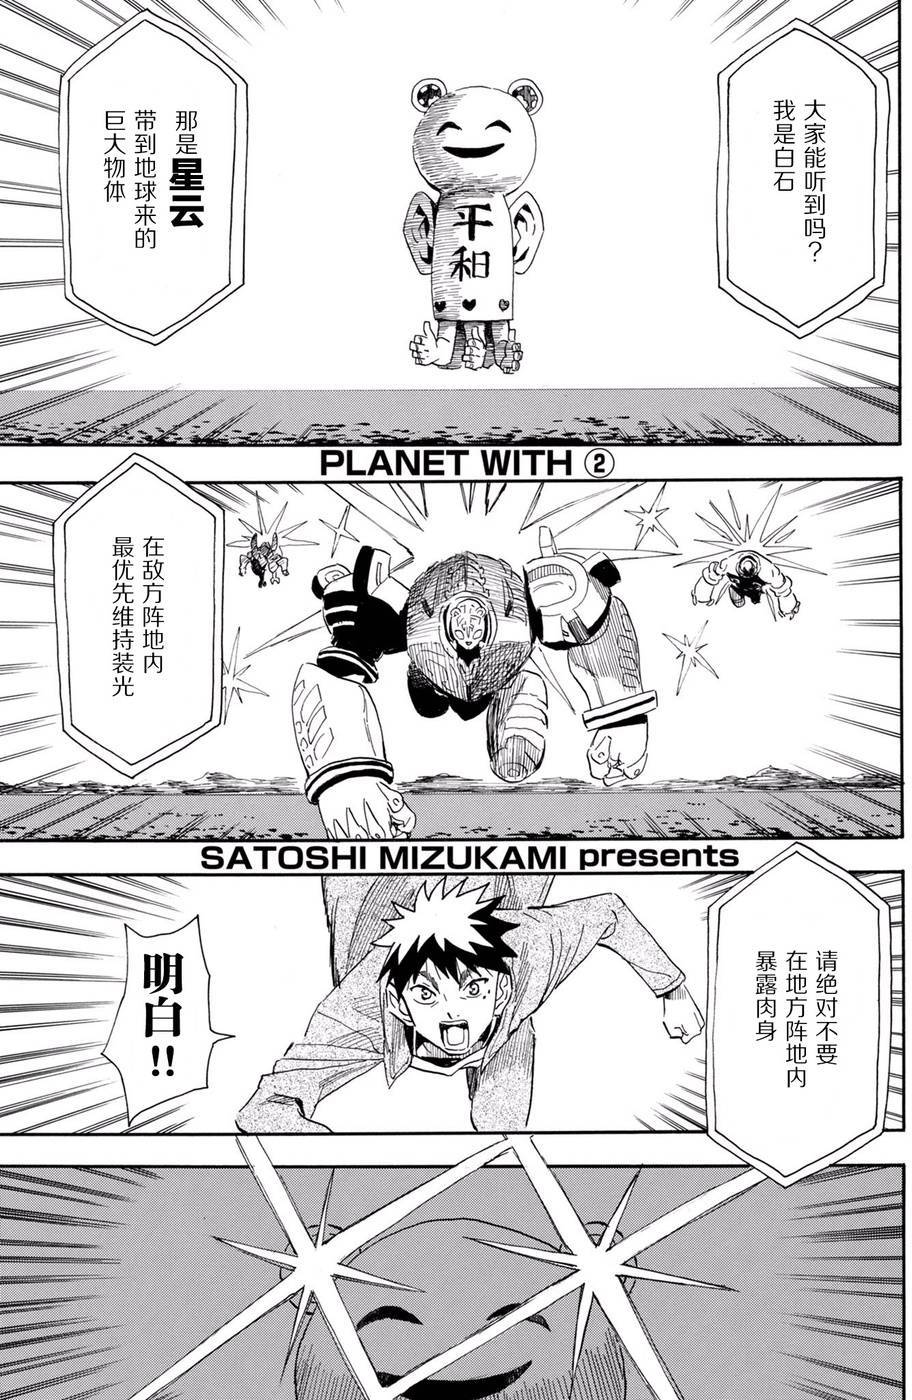 大家能听到吗？
我是白石
平和
那是星云
带到地球来的
巨大物体
PLANET WITH ②
在敌方阵地内
最优先维持装光
SATOSHI MIZUKAMI presents
请绝对不要
在地方阵地内
暴露肉身
明白!!